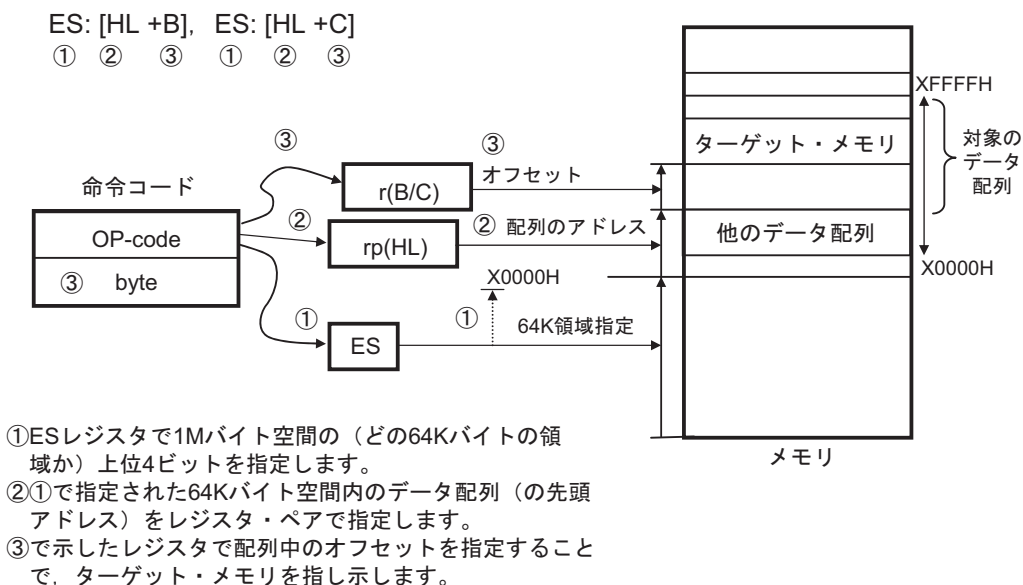 ES: [HL +B],   ES: [HL +C]
①   ②   ③   ①   ②   ③
XFFFFH
③
③
ターゲット・メモリ
対象の
データ
配列
命令コード
オフセット
r(B/C)
OP-code
②
② 配列のアドレス
他のデータ配列
rp(HL)
③ byte
X0000H
X0000H
①
①
64K領域指定
ES
メモリ
①ESレジスタで1Mバイト空間の（どの64Kバイトの領
域か）上位4ビットを指定します。
②①で指定された64Kバイト空間内のデータ配列（の先頭
アドレス）をレジスタ・ペアで指定します。
③で示したレジスタで配列中のオフセットを指定すること
で，ターゲット・メモリを指し示します。